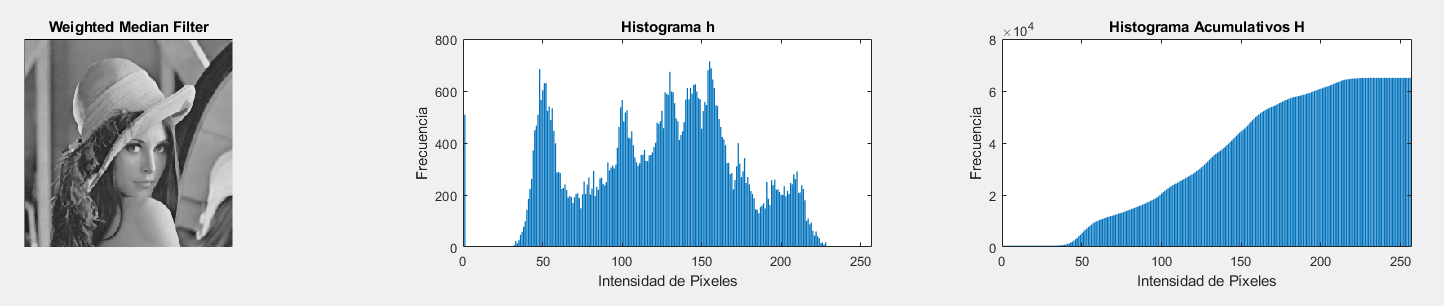 Weighted Median Filter
Histograma h
800
600
400
200
0
0 50 100 150 200 250
Frecuencia
Intensidad de Píxeles
Histograma Acumulativos H
×10^4
8
6
4
2
0
0 50 100 150 200 250
Frecuencia
Intensidad de Píxeles